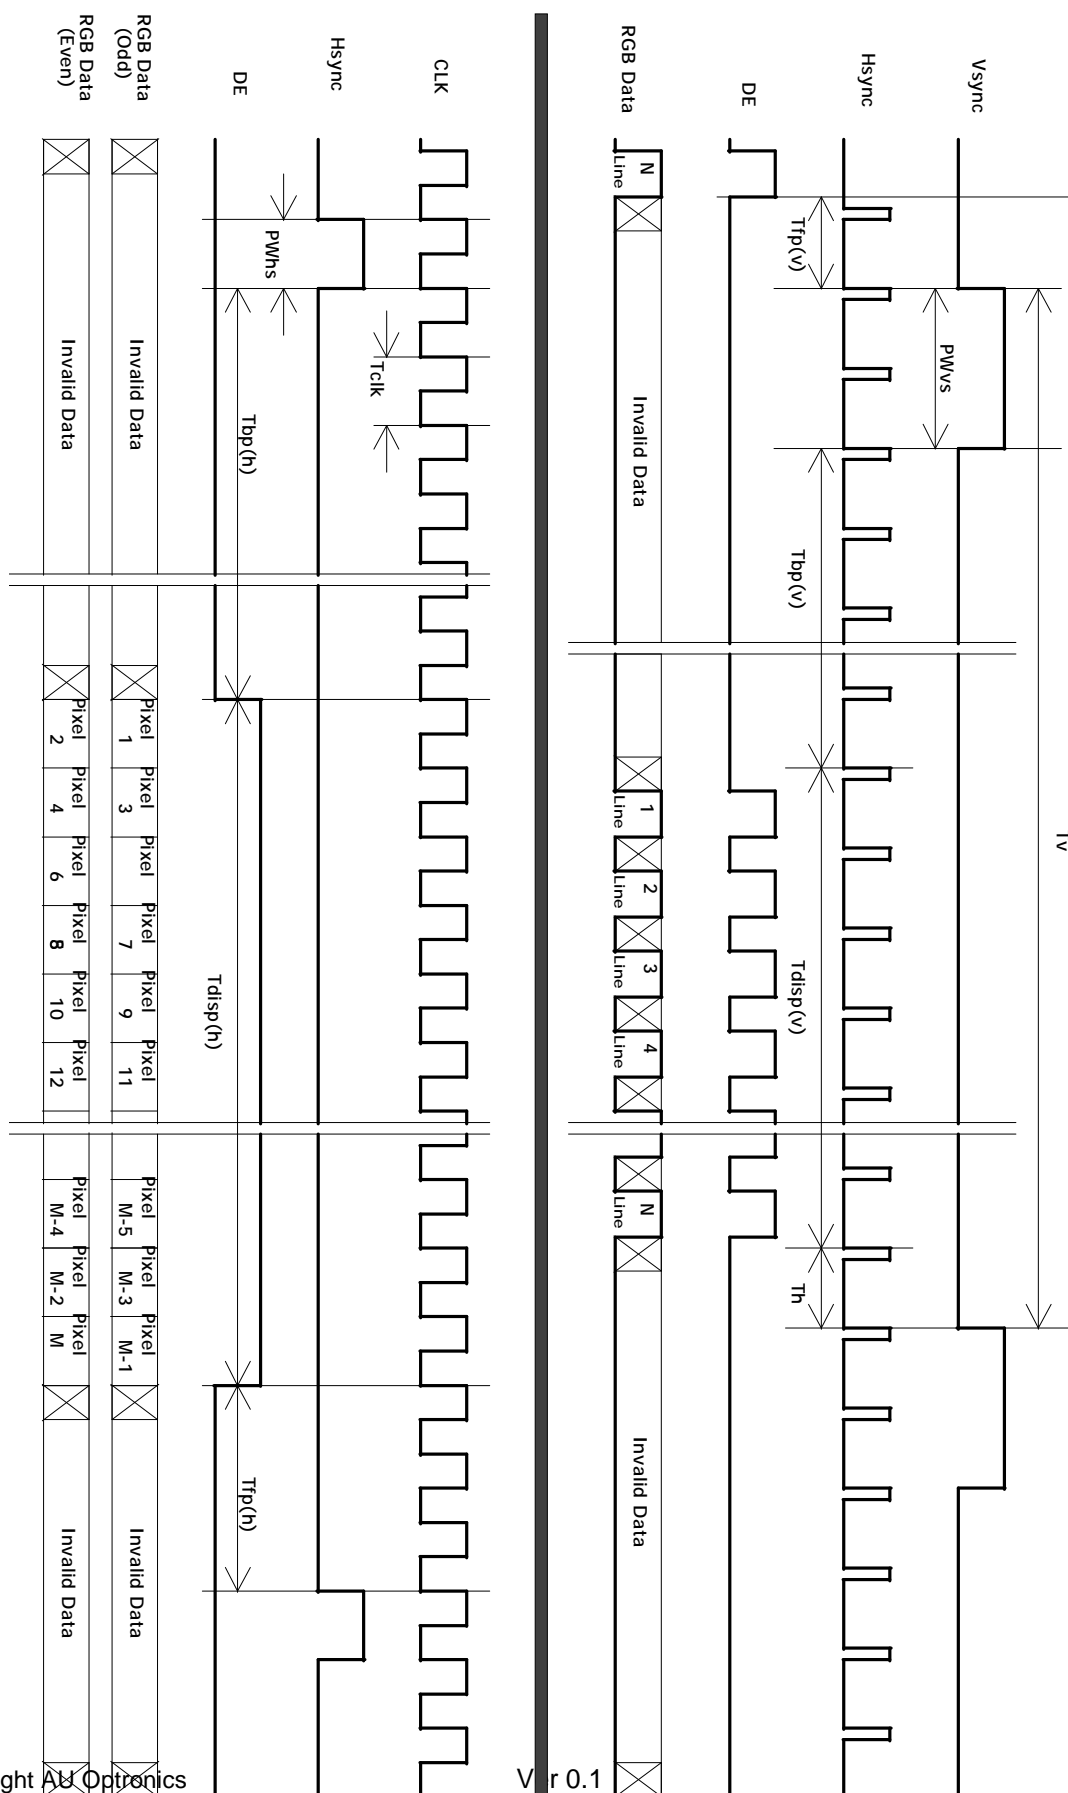 Vsync
Tv
PWvs
Hsync
Tfp(v)
Tbp(v)
Tdisp(v)
Th
DE
RGB Data
N
Line
Invalid Data
1
Line
2
Line
3
Line
4
Line
N
Line
Invalid Data
CLK
Tclk
Hsync
PWhs
Tbp(h)
Tdisp(h)
Tfp(h)
DE
RGB Data
(Odd)
Invalid Data
Pixel
1
Pixel
3
Pixel
Pixel
7
Pixel
9
Pixel
11
Pixel
M-5
Pixel
M-3
Pixel
M-1
Invalid Data
RGB Data
(Even)
Invalid Data
Pixel
2
Pixel
4
Pixel
6
Pixel
8
Pixel
10
Pixel
12
Pixel
M-4
Pixel
M-2
Pixel
M
Invalid Data
ght AU Optronics
Ver 0.1